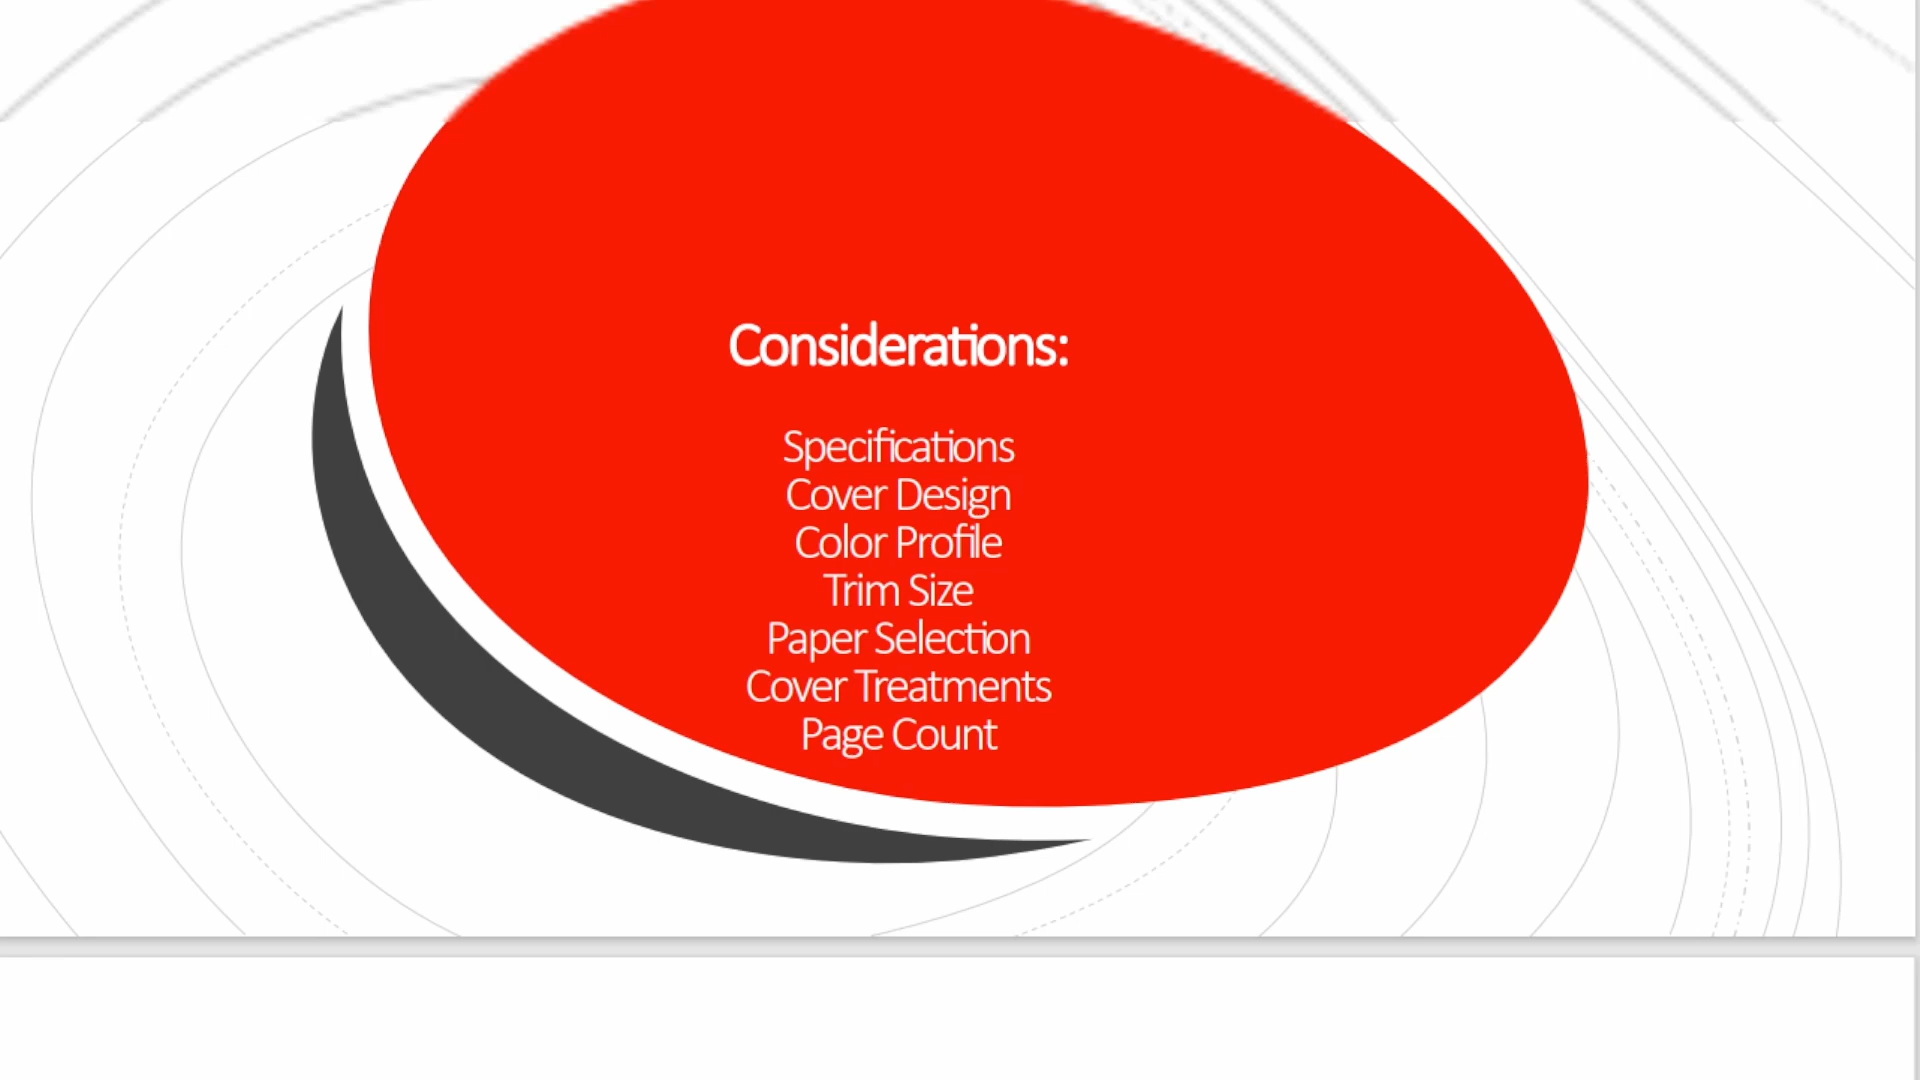 Considerations:
Specifications
Cover Design
Color Profile
Trim Size
Paper Selection
Cover Treatments
Page Count